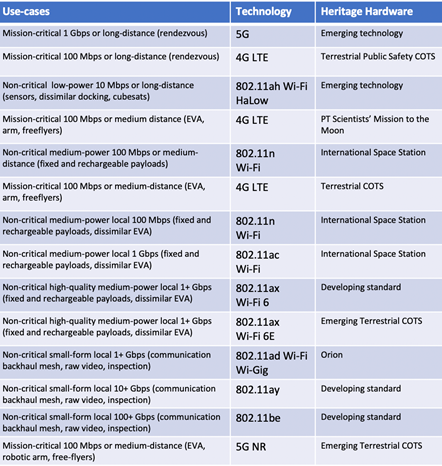 Use-cases Technology Heritage Hardware
Mission-critical 1 Gbps or long-distance (rendezvous) 5G Emerging technology
Mission-critical 100 Mbps or long-distance (rendezvous) 4G LTE Terrestrial Public Safety COTS
Non-critical low-power 10 Mbps or long-distance 802.11ah Wi-Fi Emerging technology
(sensors, dissimilar docking, cubesats) HaLow
Mission-critical 100 Mbps or medium distance (EVA, 4G LTE PT Scientists' Mission to the
arm, freeflyers) Moon
Non-critical medium-power 100 Mbps or medium- 802.11n International Space Station
distance (fixed and rechargeable payloads) Wi-Fi
Mission-critical 100 Mbps or medium-distance (EVA, 4G LTE Terrestrial COTS
arm, freeflyers)
Non-critical medium-power local 100 Mbps (fixed and 802.11n International Space Station
rechargeable payloads, dissimilar EVA) Wi-Fi
Non-critical medium-power local 1 Gbps (fixed and 802.11ac International Space Station
rechargeable payloads, dissimilar EVA) Wi-Fi
Non-critical high-quality medium-power local 1+ Gbps 802.11ax Developing standard
(fixed and rechargeable payloads, dissimilar EVA) Wi-Fi 6
Non-critical high-quality medium-power local 1+ Gbps 802.11ax Emerging Terrestrial COTS
(fixed and rechargeable payloads, dissimilar EVA) Wi-Fi 6E
Non-critical small-form local 1+ Gbps (communication 802.11ad Wi-Fi Orion
backhaul mesh, raw video, inspection) Wi-Gig
Non-critical small-form local 10+ Gbps (communication 802.11ay Developing standard
backhaul mesh, raw video, inspection)
Non-critical small-form local 100+ Gbps (communication 802.11be Developing standard
backhaul mesh, raw video, inspection)
Mission-critical 100 Mbps or medium-distance (EVA, 5G NR Emerging Terrestrial COTS
robotic arm, free-flyers)